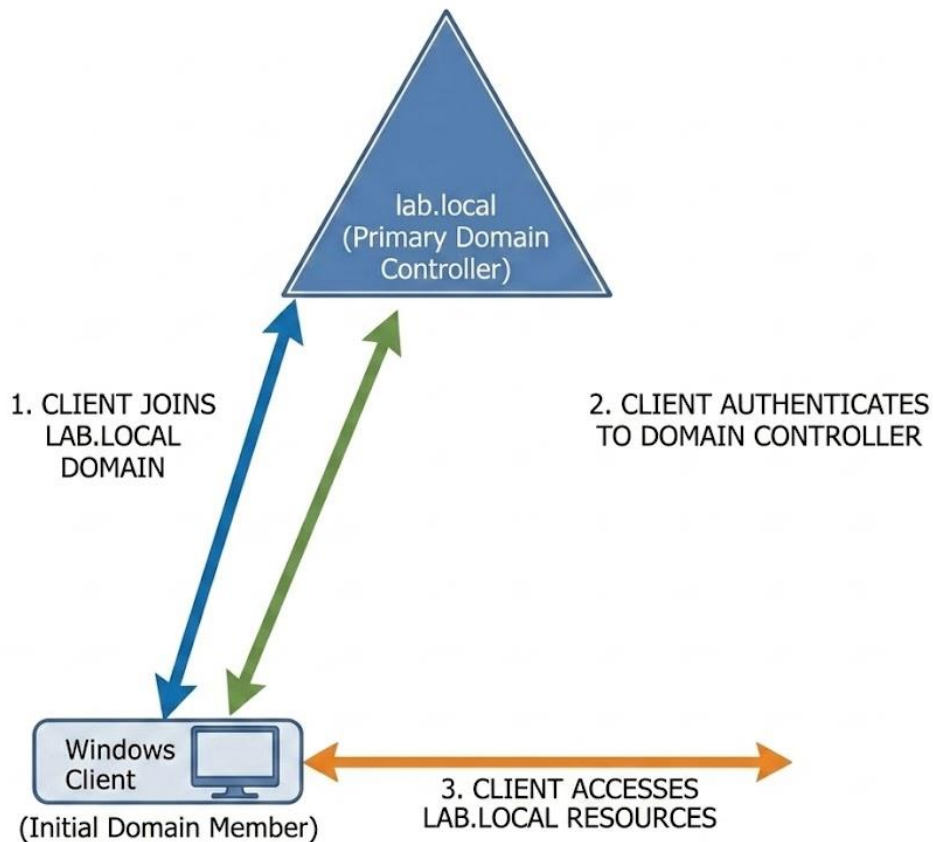 lab.local
(Primary Domain
Controller)
1. CLIENT JOINS
LAB.LOCAL
DOMAIN
2. CLIENT AUTHENTICATES
TO DOMAIN CONTROLLER
Windows
Client
(Initial Domain Member)
3. CLIENT ACCESSES
LAB.LOCAL RESOURCES